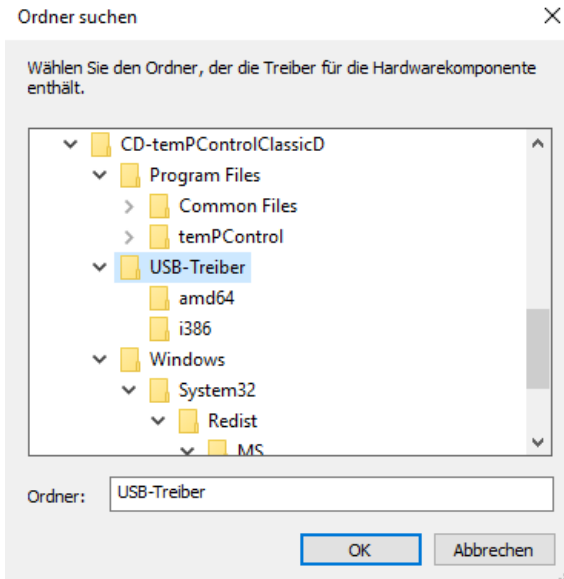 Ordner suchen
Wählen Sie den Ordner, der die Treiber für die Hardwarekomponente
enthält.
CD-temPControlClassicD
Program Files
Common Files
temPControl
USB-Treiber
amd64
i386
Windows
System32
Redist
MS
Ordner: USB-Treiber
OK Abbrechen